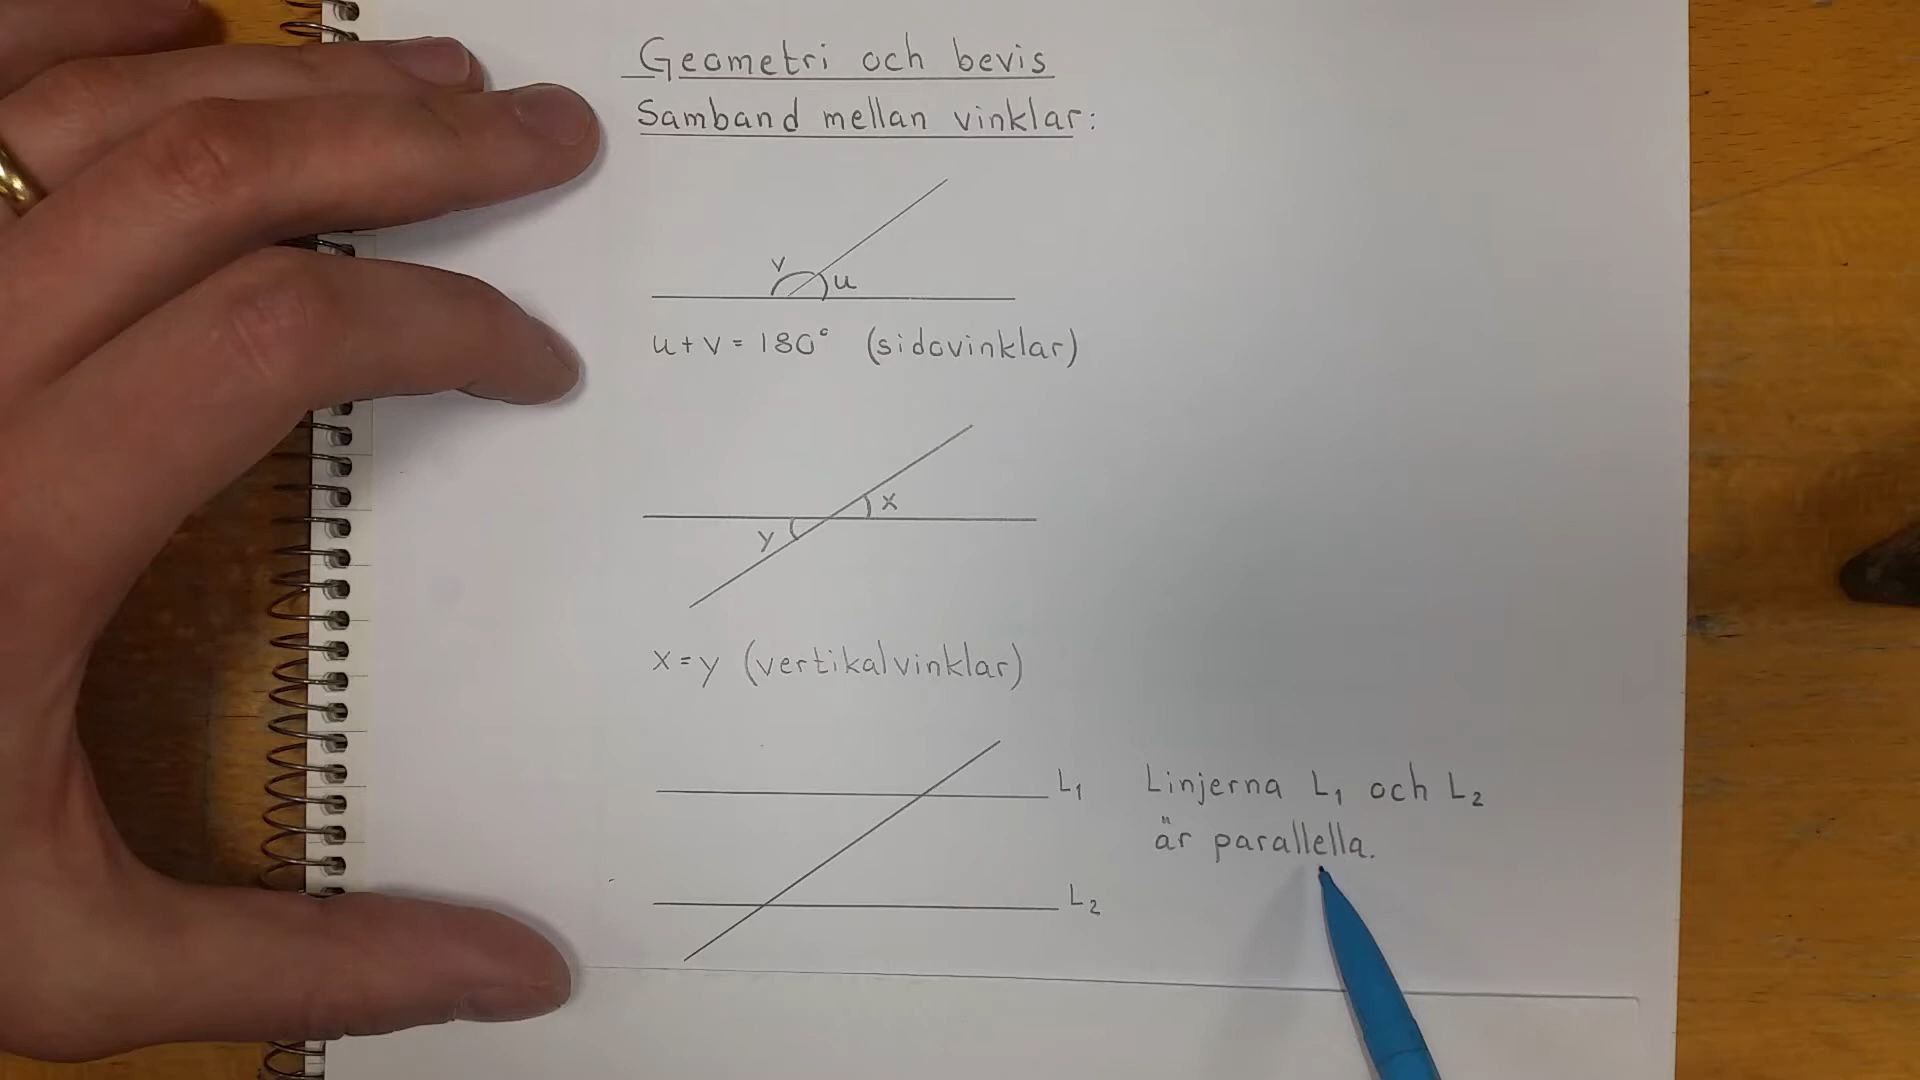 Geometri och bevis
Samband mellan vinklar:
v
u
u+v = 180° (sidovinklar)
x
y
x=y (vertikalvinklar)
L₁
Linjerna L₁ och L₂
är parallella.
L₂